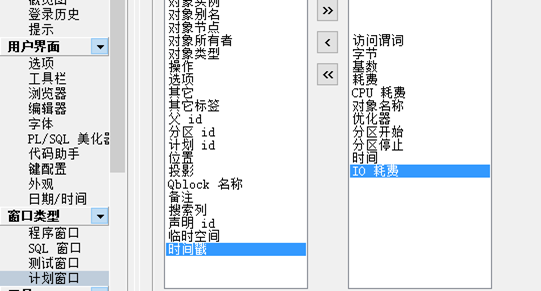 概览图
登录历史
提示
用户界面
选项
工具栏
浏览器
编辑器
字体
PL/SQL 美化器
代码助手
键配置
外观
日期/时间
窗口类型
程序窗口
SQL 窗口
测试窗口
计划窗口
对象实例
对象别名
对象节点
对象所有者
对象类型
操作
选项
其它
其它标签
父 id
分区 id
计划 id
位置
投影
Qblock 名称
备注
搜索列
声明 id
临时空间
时间戳
»
‹
«
访问谓词
字节
基数
耗费
CPU 耗费
对象名称
优化器
分区开始
分区停止
时间
IO 耗费